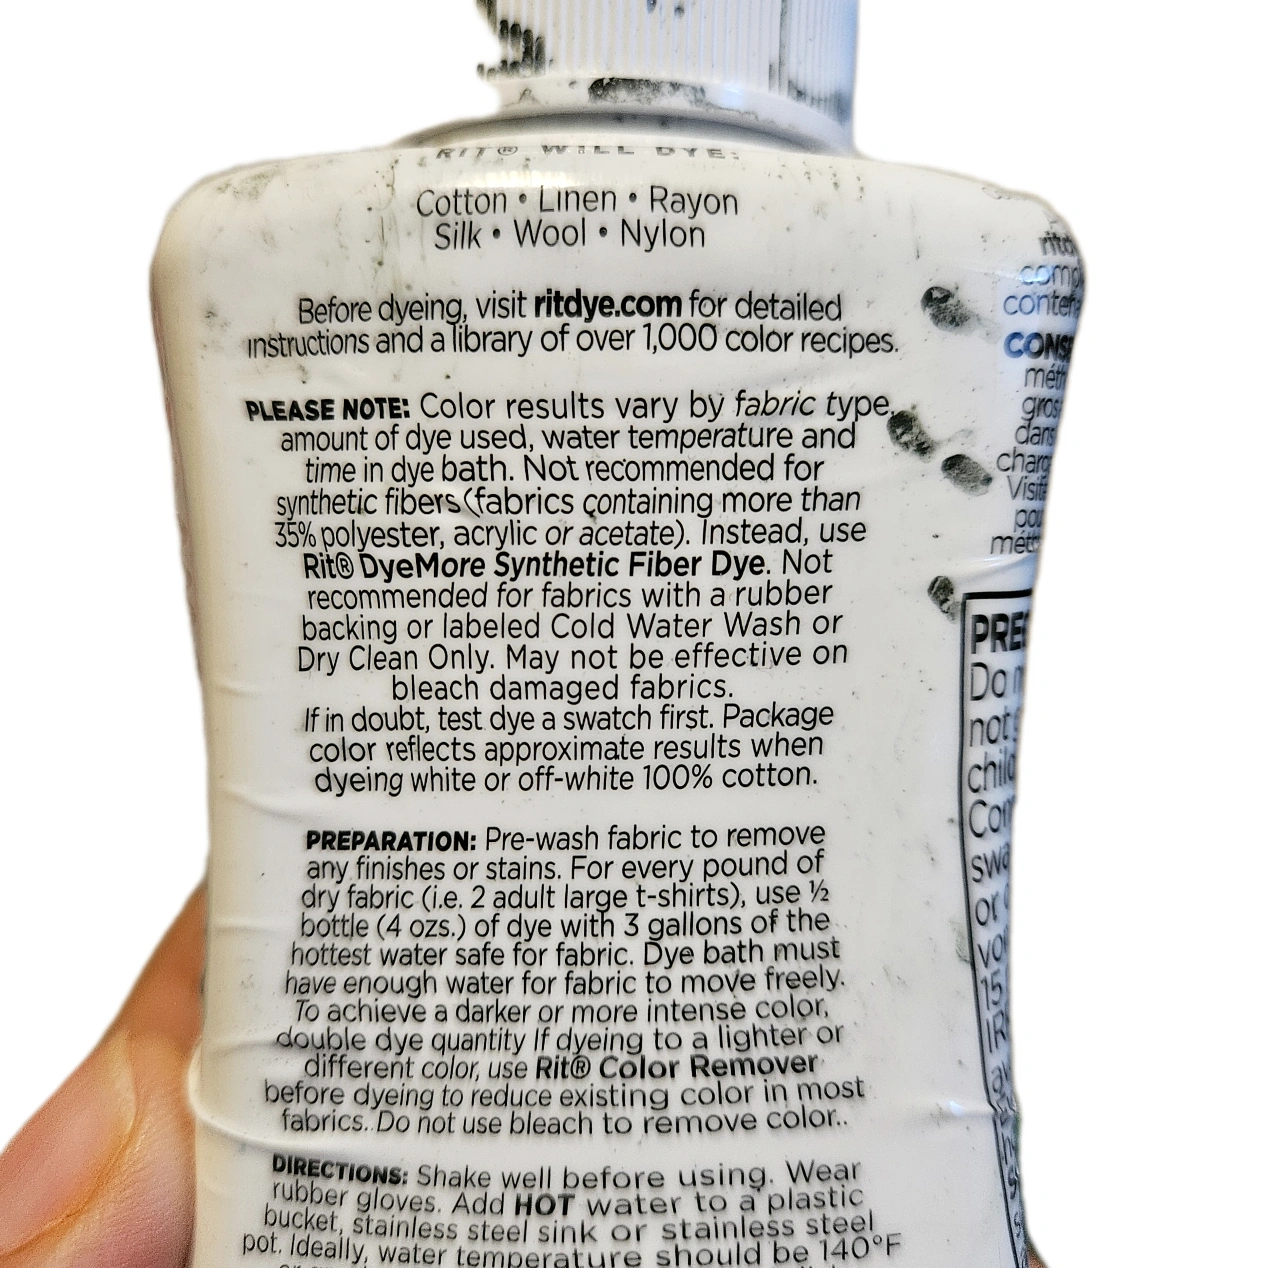 RIT® WILL DYE:
Cotton • Linen • Rayon
Silk • Wool • Nylon
Before dyeing, visit ritdye.com for detailed
instructions and a library of over 1,000 color recipes.
PLEASE NOTE: Color results vary by fabric type,
amount of dye used, water temperature and
time in dye bath. Not recommended for
synthetic fibers (fabrics containing more than
35% polyester, acrylic or acetate). Instead, use
Rit® DyeMore Synthetic Fiber Dye. Not
recommended for fabrics with a rubber
backing or labeled Cold Water Wash or
Dry Clean Only. May not be effective on
bleach damaged fabrics.
If in doubt, test dye a swatch first. Package
color reflects approximate results when
dyeing white or off-white 100% cotton.
PREPARATION: Pre-wash fabric to remove
any finishes or stains. For every pound of
dry fabric (i.e. 2 adult large t-shirts), use ½
bottle (4 ozs.) of dye with 3 gallons of the
hottest water safe for fabric. Dye bath must
have enough water for fabric to move freely.
To achieve a darker or more intense color,
double dye quantity If dyeing to a lighter or
different color, use Rit® Color Remover
before dyeing to reduce existing color in most
fabrics. Do not use bleach to remove color..
DIRECTIONS: Shake well before using. Wear
rubber gloves. Add HOT water to a plastic
bucket, stainless steel sink or stainless steel
pot. Ideally, water temperature should be 140°F